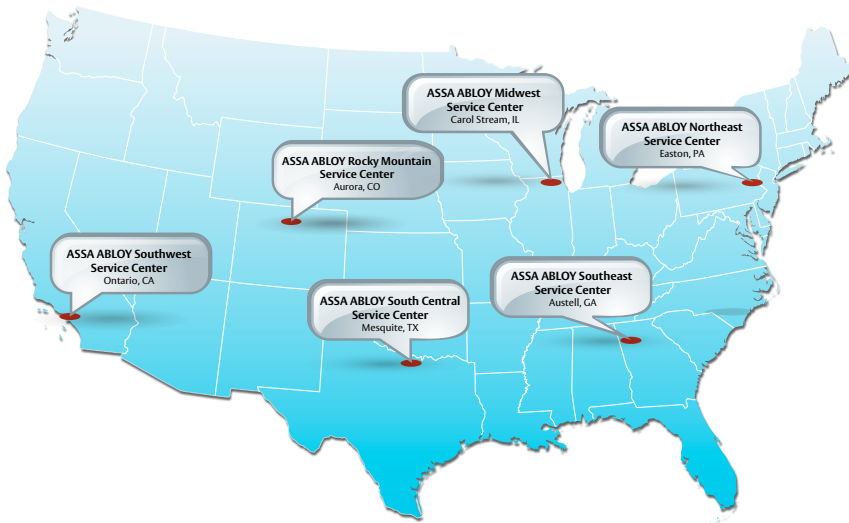 ASSA ABLOY Midwest
Service Center
Carol Stream, IL
ASSA ABLOY Northeast
Service Center
Easton, PA
ASSA ABLOY Rocky Mountain
Service Center
Aurora, CO
ASSA ABLOY Southwest
Service Center
Ontario, CA
ASSA ABLOY South Central
Service Center
Mesquite, TX
ASSA ABLOY Southeast
Service Center
Austell, GA